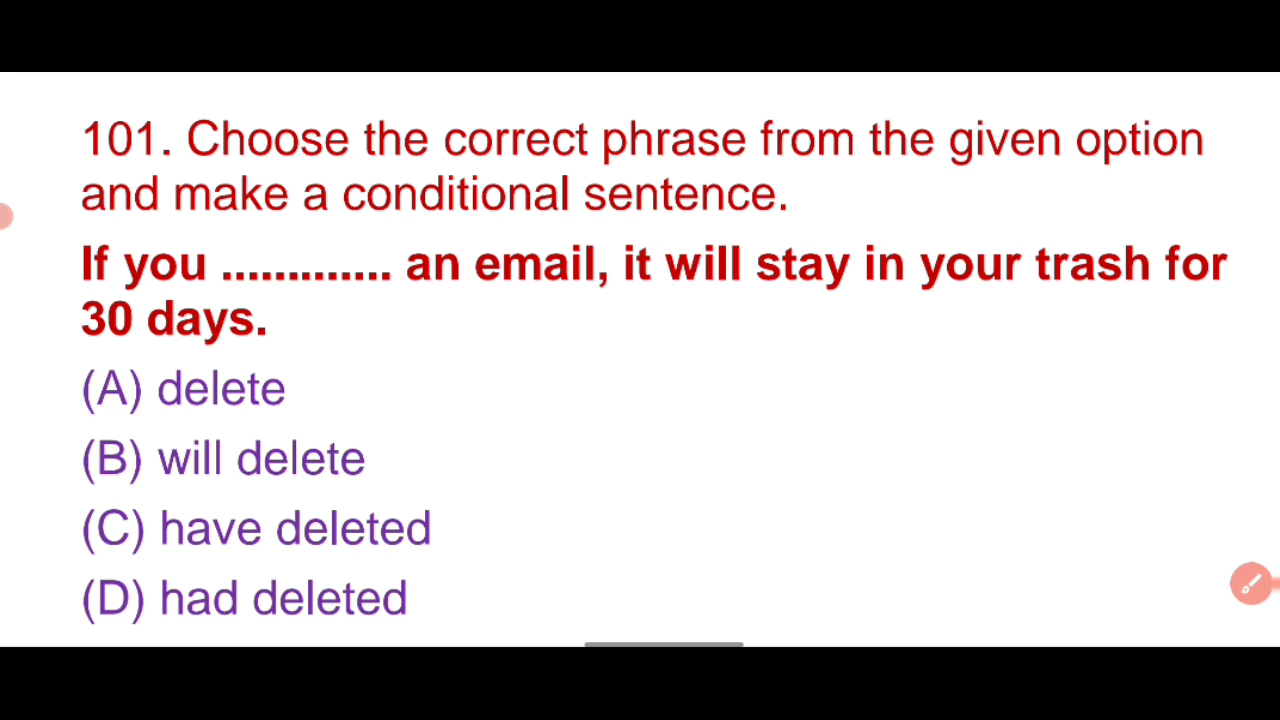 101. Choose the correct phrase from the given option
and make a conditional sentence.
If you ............. an email, it will stay in your trash for
30 days.
(A) delete
(B) will delete
(C) have deleted
(D) had deleted